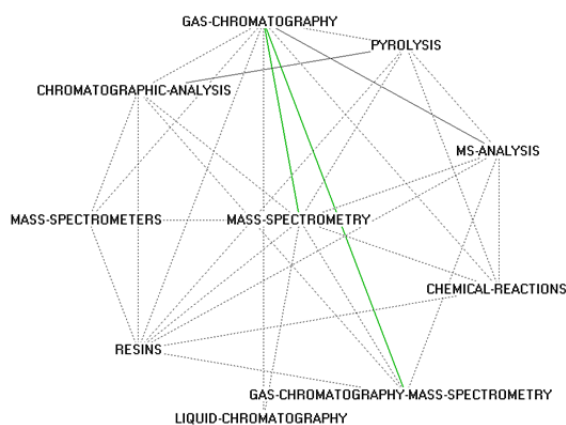 GAS-CHROMATOGRAPHY
PYROLYSIS
CHROMATOGRAPHIC-ANALYSIS
MS-ANALYSIS
MASS-SPECTROMETERS
MASS-SPECTROMETRY
CHEMICAL-REACTIONS
RESINS
GAS-CHROMATOGRAPHY-MASS-SPECTROMETRY
LIQUID-CHROMATOGRAPHY